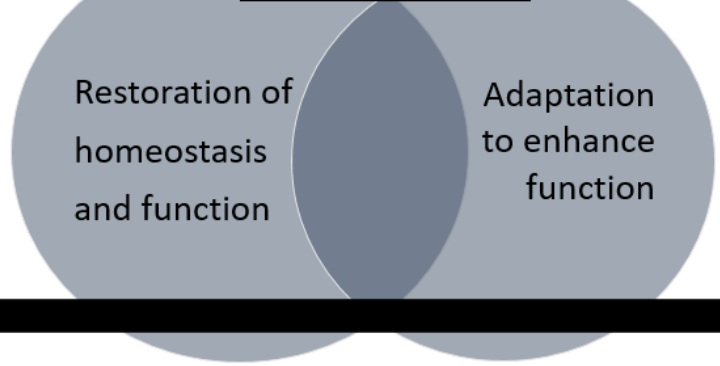 Restoration of
homeostasis
and function
Adaptation
to enhance
function